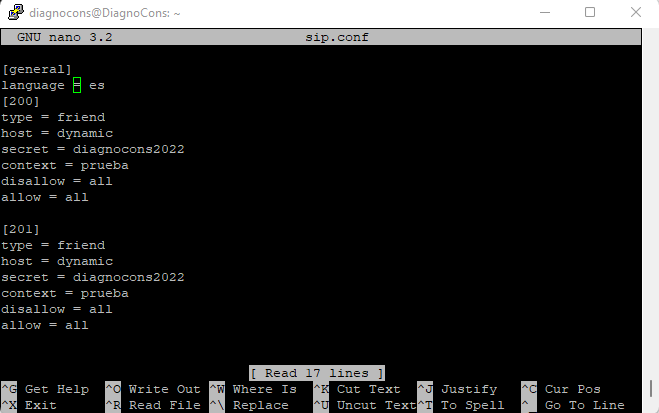 diagnocons@DiagnoCons: ~
GNU nano 3.2 sip.conf
[general]
language = es
[200]
type = friend
host = dynamic
secret = diagnocons2022
context = prueba
disallow = all
allow = all
[201]
type = friend
host = dynamic
secret = diagnocons2022
context = prueba
disallow = all
allow = all
[ Read 17 lines ]
^G Get Help ^O Write Out ^W Where Is ^K Cut Text ^J Justify ^C Cur Pos
^X Exit ^R Read File ^\ Replace ^U Uncut Text ^T To Spell ^_ Go To Line